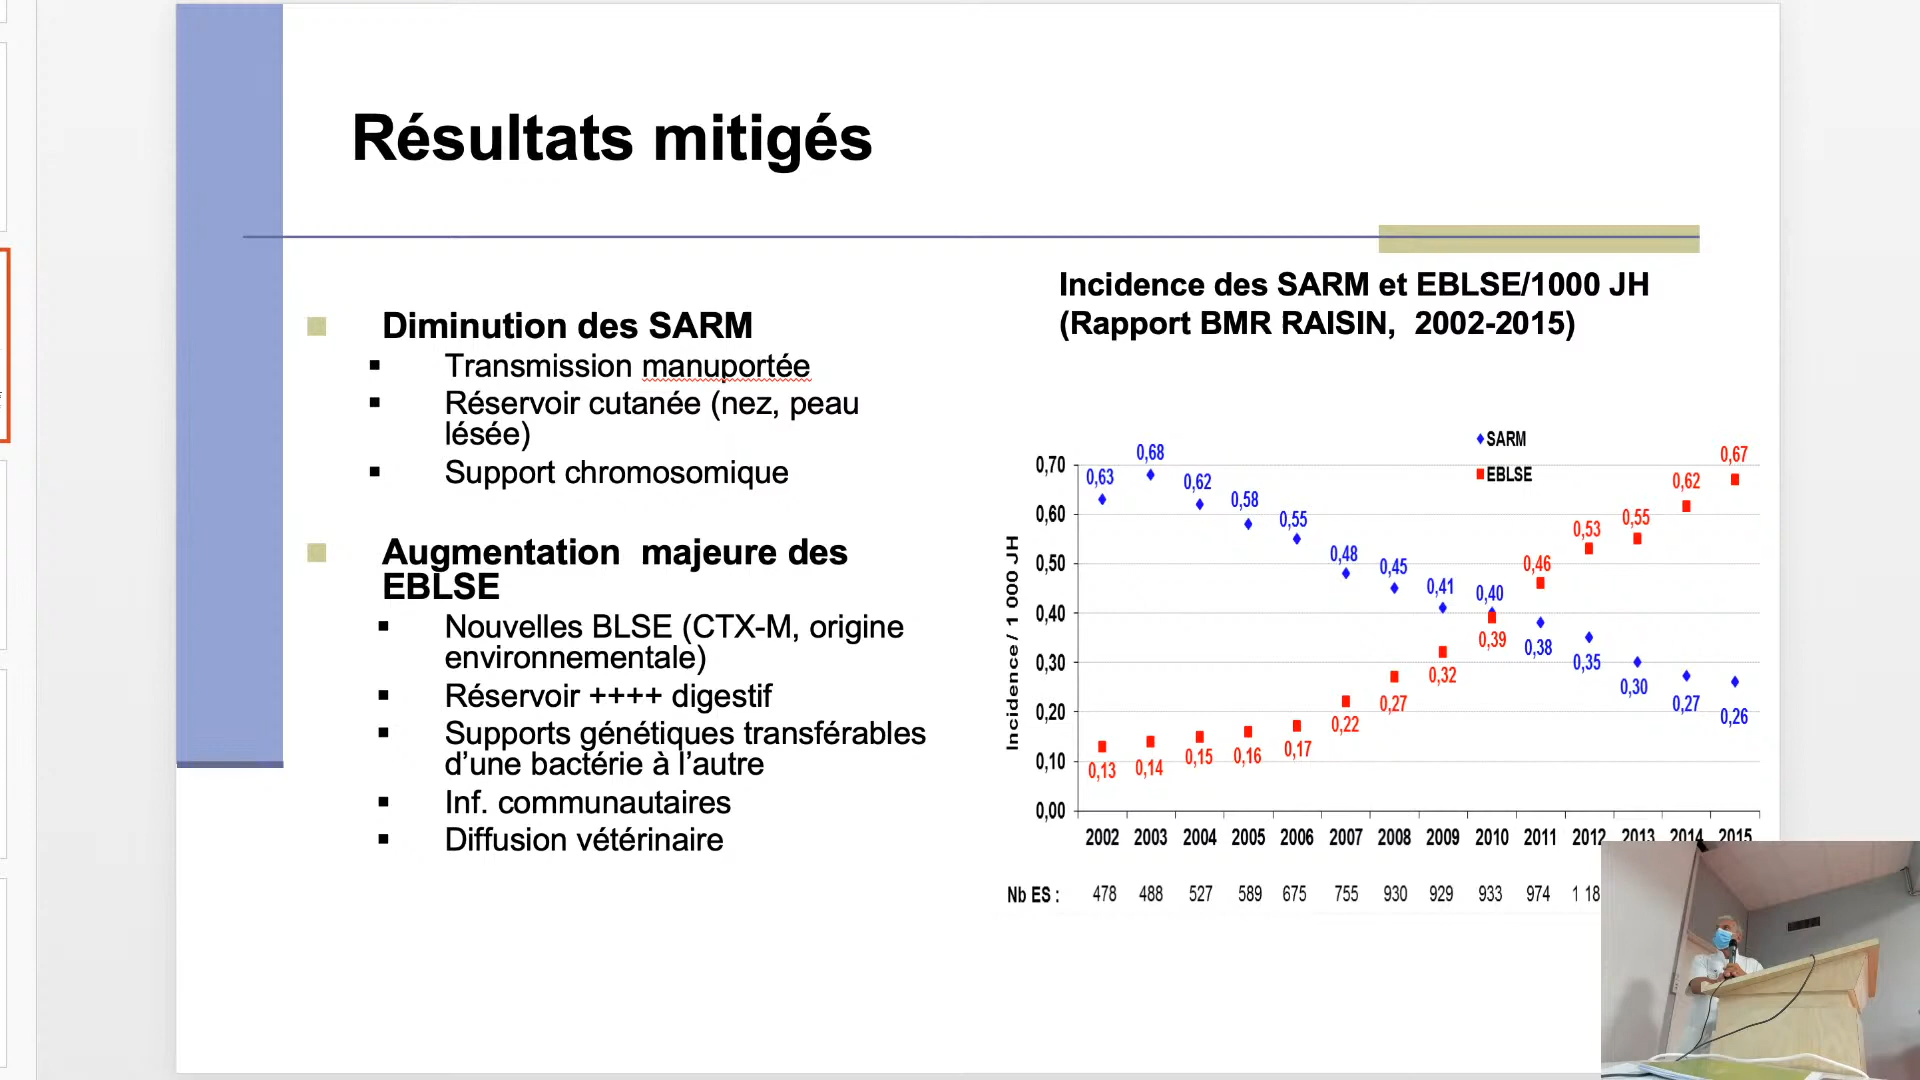 Résultats mitigés
Diminution des SARM
Transmission manuportée
Réservoir cutanée (nez, peau
lésée)
Support chromosomique
Augmentation majeure des
EBLSE
Nouvelles BLSE (CTX-M, origine
environnementale)
Réservoir ++++ digestif
Supports génétiques transférables
d'une bactérie à l'autre
Inf. communautaires
Diffusion vétérinaire
Incidence des SARM et EBLSE/1000 JH
(Rapport BMR RAISIN, 2002-2015)
SARM
EBLSE
Incidence / 1 000 JH
0,70
0,60
0,50
0,40
0,30
0,20
0,10
0,00
0,63 0,68 0,62 0,58 0,55 0,48 0,45 0,41 0,40 0,38 0,35 0,30 0,27 0,26
0,13 0,14 0,15 0,16 0,17 0,22 0,27 0,32 0,39 0,46 0,53 0,55 0,62 0,67
2002 2003 2004 2005 2006 2007 2008 2009 2010 2011 2012 2013 2014 2015
Nb ES : 478 488 527 589 675 755 930 929 933 974 1 18